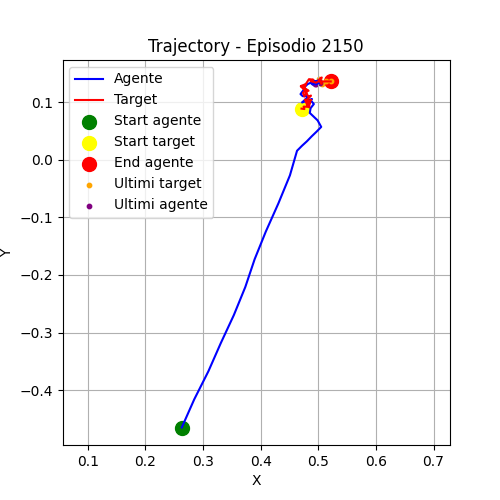 Trajectory - Episodio 2150
Agente
Target
Start agente
Start target
End agente
Ultimi target
Ultimi agente
0.1
0.0
−0.1
−0.2
−0.3
−0.4
Y
0.1 0.2 0.3 0.4 0.5 0.6 0.7
X